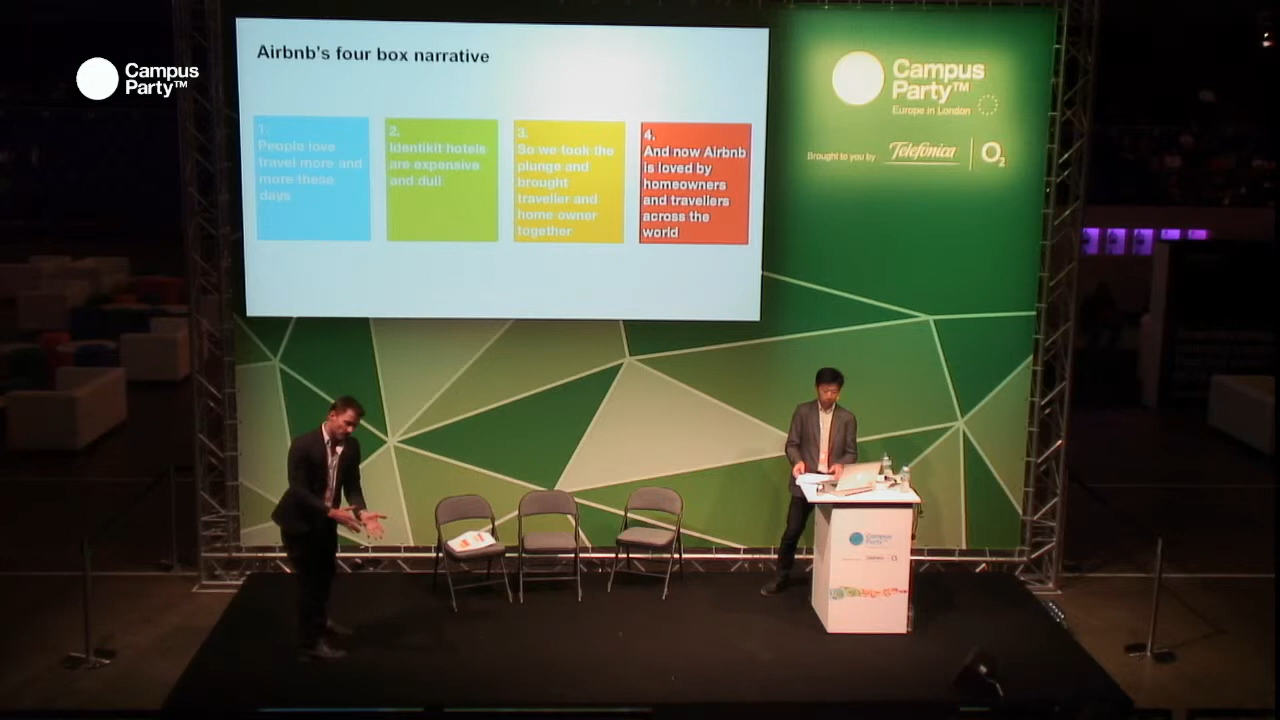 Airbnb's four box narrative
1.
People love
travel more and
more these
days
2.
Identikit hotels
are expensive
and dull
3.
So we took the
plunge and
brought
traveller and
home owner
together
4.
And now Airbnb
is loved by
homeowners
and travellers
across the
world
Campus
Party™
Campus
Party™
Europe in London
Brought to you by Telefónica O2
Campus
Party